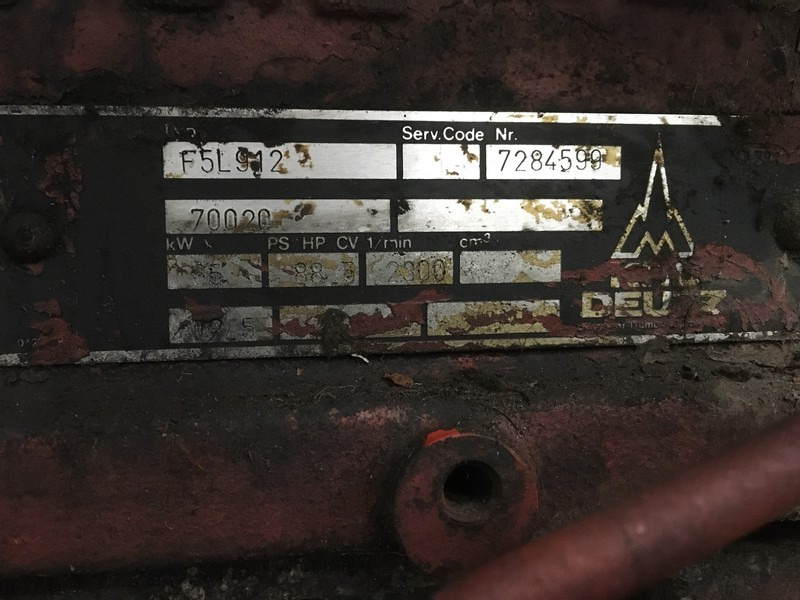 Serv.Code Nr.
F5L912 7284599
70020
kW PS HP CV 1/min cm³
88.5 2300
DEUTZ